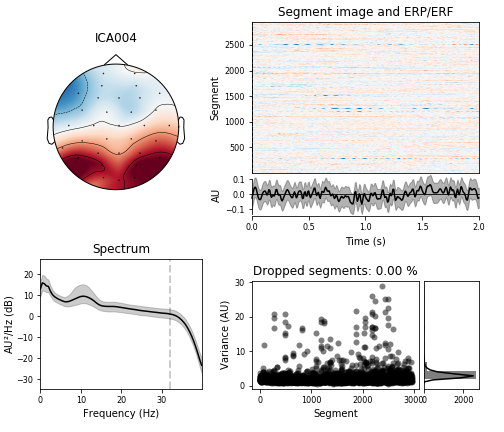 ICA004
Segment image and ERP/ERF
Segment
2500
2000
1500
1000
500
AU
0.1
0.0
−0.1
0.0 0.5 1.0 1.5 2.0
Time (s)
Spectrum
AU²/Hz (dB)
20
10
0
−10
−20
−30
0 10 20 30
Frequency (Hz)
Dropped segments: 0.00 %
Variance (AU)
30
20
10
0
0 1000 2000 3000
Segment
0 2000